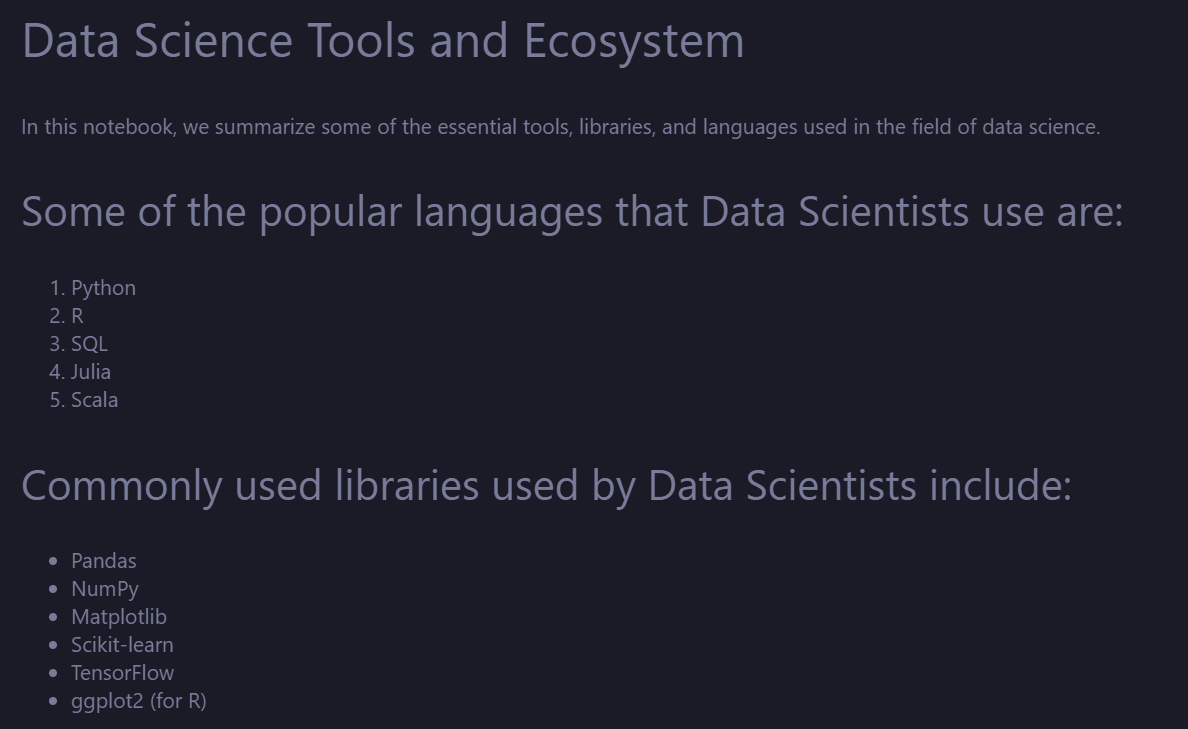 Data Science Tools and Ecosystem
In this notebook, we summarize some of the essential tools, libraries, and languages used in the field of data science.
Some of the popular languages that Data Scientists use are:
1. Python
2. R
3. SQL
4. Julia
5. Scala
Commonly used libraries used by Data Scientists include:
• Pandas
• NumPy
• Matplotlib
• Scikit-learn
• TensorFlow
• ggplot2 (for R)